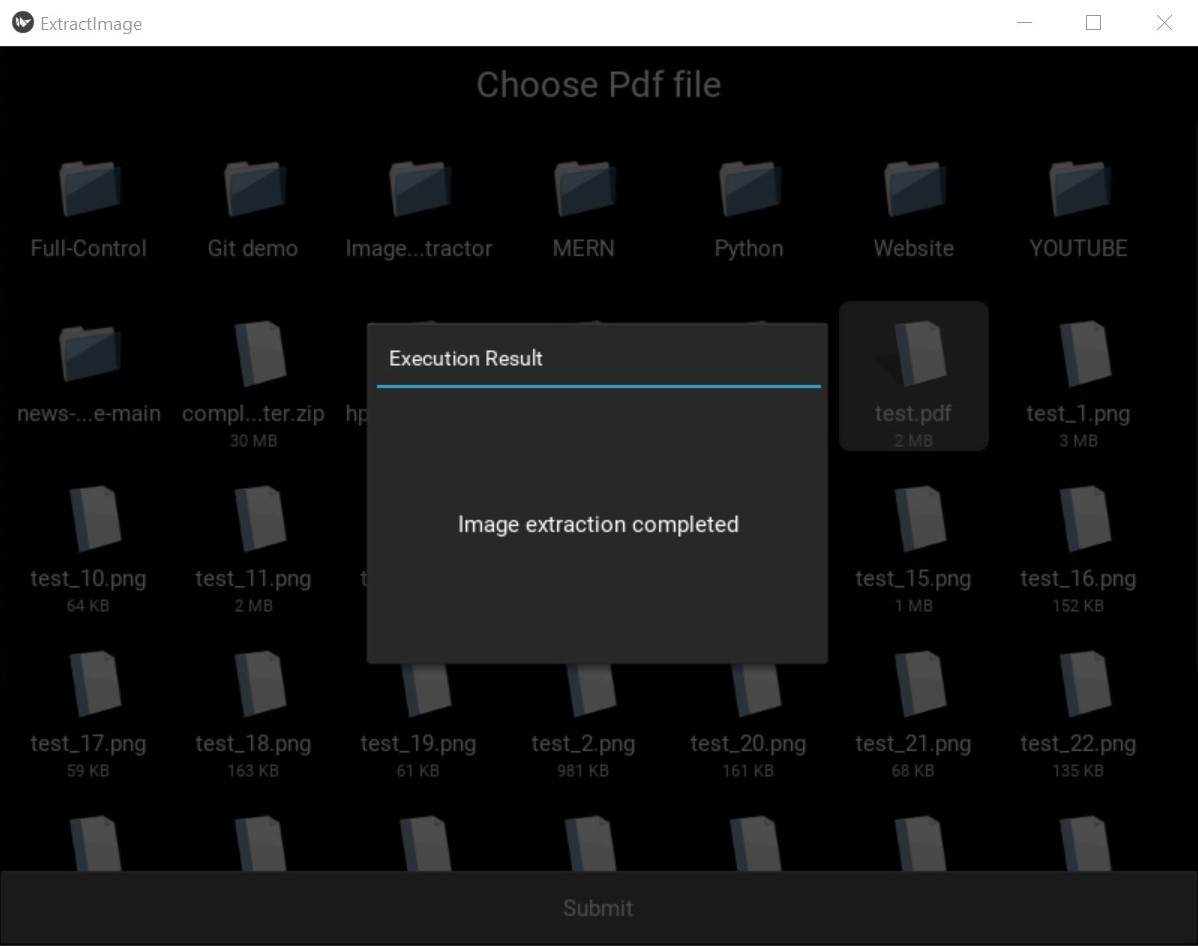 ExtractImage
Choose Pdf file
Full-Control
Git demo
Image...tractor
MERN
Python
Website
YOUTUBE
news-...e-main
compl...ter.zip
30 MB
test.pdf
2 MB
test_1.png
3 MB
Execution Result
Image extraction completed
test_10.png
64 KB
test_11.png
2 MB
test_15.png
1 MB
test_16.png
152 KB
test_17.png
59 KB
test_18.png
163 KB
test_19.png
61 KB
test_2.png
981 KB
test_20.png
161 KB
test_21.png
68 KB
test_22.png
135 KB
Submit